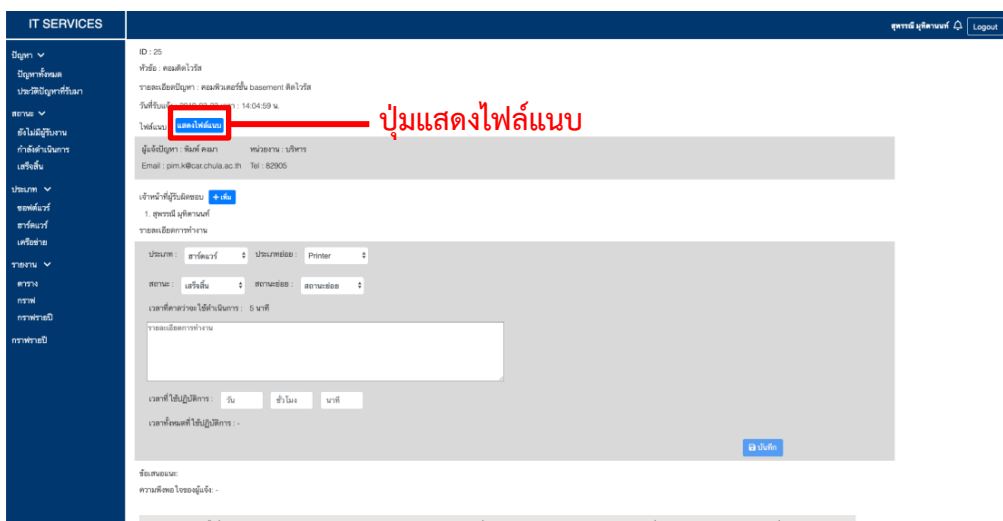 IT SERVICES
สุพรรณี มุทิตานนท์ Logout
ปัญหา
ปัญหาทั้งหมด
ประวัติปัญหาที่รับมา
สถานะ
ยังไม่มีผู้รับงาน
กำลังดำเนินการ
เสร็จสิ้น
ประเภท
ซอฟต์แวร์
ฮาร์ดแวร์
เครือข่าย
รายงาน
ตาราง
กราฟ
กราฟรายปี
กราฟรายปี
ID : 25
หัวข้อ : คอมติดไวรัส
รายละเอียดปัญหา : คอมพิวเตอร์ชั้น basement ติดไวรัส
วันที่รับแจ้ง : 14:04:59 น.
ไฟล์แนบ แสดงไฟล์แนบ
ปุ่มแสดงไฟล์แนบ
ผู้แจ้งปัญหา : พิมพ์ คณา หน่วยงาน : บริหาร
Email : pim.k@car.chula.ac.th Tel : 82905
เจ้าหน้าที่ผู้รับผิดชอบ + เพิ่ม
1. สุพรรณี มุทิตานนท์
รายละเอียดการทำงาน
ประเภท : ฮาร์ดแวร์ ประเภทย่อย : Printer
สถานะ : เสร็จสิ้น สถานะย่อย : สถานะย่อย
เวลาที่คาดว่าจะใช้ดำเนินการ : 5 นาที
รายละเอียดการทำงาน
เวลาที่ใช้ปฏิบัติการ : วัน ชั่วโมง นาที
เวลาทั้งหมดที่ใช้ปฏิบัติการ : -
บันทึก
ข้อเสนอแนะ:
ความพึงพอใจของผู้แจ้ง: -